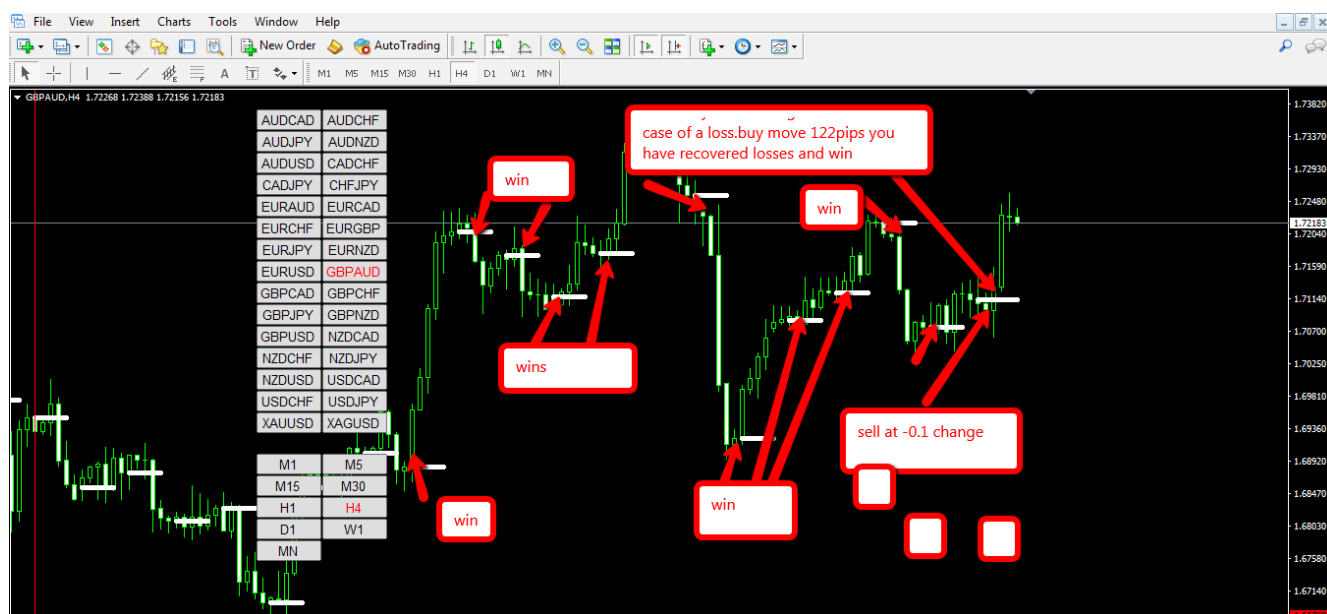 File View Insert Charts Tools Window Help
New Order AutoTrading
A T M1 M5 M15 M30 H1 H4 D1 W1 MN
GBPAUD,H4 1.72268 1.72388 1.72156 1.72183
AUDCAD AUDCHF
AUDJPY AUDNZD
AUDUSD CADCHF
CADJPY CHFJPY
EURAUD EURCAD
EURCHF EURGBP
EURJPY EURNZD
EURUSD GBPAUD
GBPCAD GBPCHF
GBPJPY GBPNZD
GBPUSD NZDCAD
NZDCHF NZDJPY
NZDUSD USDCAD
USDCHF USDJPY
XAUUSD XAGUSD
M1 M5
M15 M30
H1 H4
D1 W1
MN
win
win
wins
case of a loss.buy move 122pips you
have recovered losses and win
win
win
sell at -0.1 change
1.73820
1.73370
1.72930
1.72480
1.72183
1.72040
1.71590
1.71140
1.70700
1.70250
1.69810
1.69360
1.68920
1.68470
1.68030
1.67580
1.67140